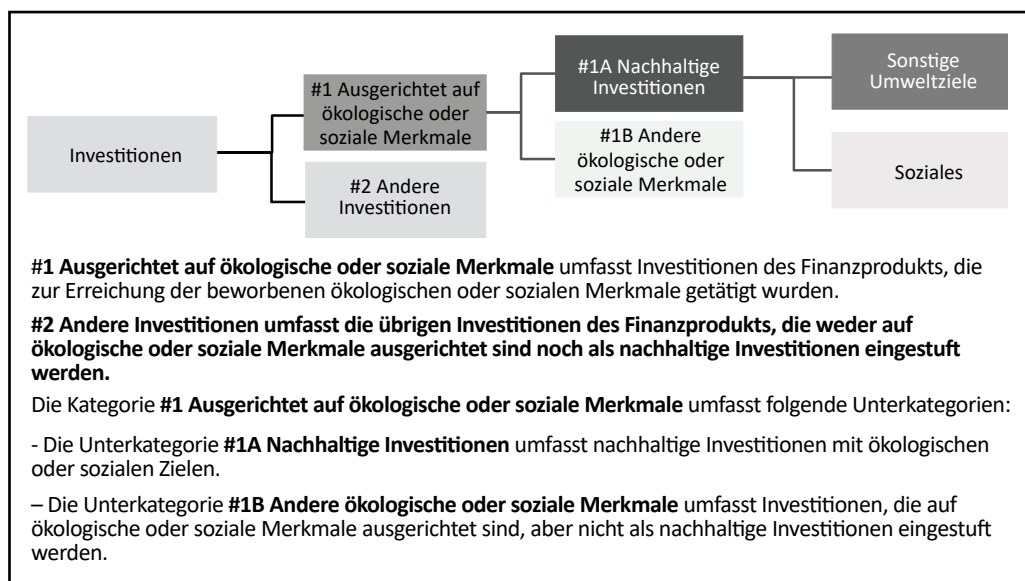 Investitionen
#1 Ausgerichtet auf
ökologische oder
soziale Merkmale
#2 Andere
Investitionen
#1A Nachhaltige
Investitionen
#1B Andere
ökologische oder
soziale Merkmale
Sonstige
Umweltziele
Soziales
#1 Ausgerichtet auf ökologische oder soziale Merkmale umfasst Investitionen des Finanzprodukts, die
zur Erreichung der beworbenen ökologischen oder sozialen Merkmale getätigt wurden.
#2 Andere Investitionen umfasst die übrigen Investitionen des Finanzprodukts, die weder auf
ökologische oder soziale Merkmale ausgerichtet sind noch als nachhaltige Investitionen eingestuft
werden.
Die Kategorie #1 Ausgerichtet auf ökologische oder soziale Merkmale umfasst folgende Unterkategorien:
- Die Unterkategorie #1A Nachhaltige Investitionen umfasst nachhaltige Investitionen mit ökologischen
oder sozialen Zielen.
– Die Unterkategorie #1B Andere ökologische oder soziale Merkmale umfasst Investitionen, die auf
ökologische oder soziale Merkmale ausgerichtet sind, aber nicht als nachhaltige Investitionen eingestuft
werden.